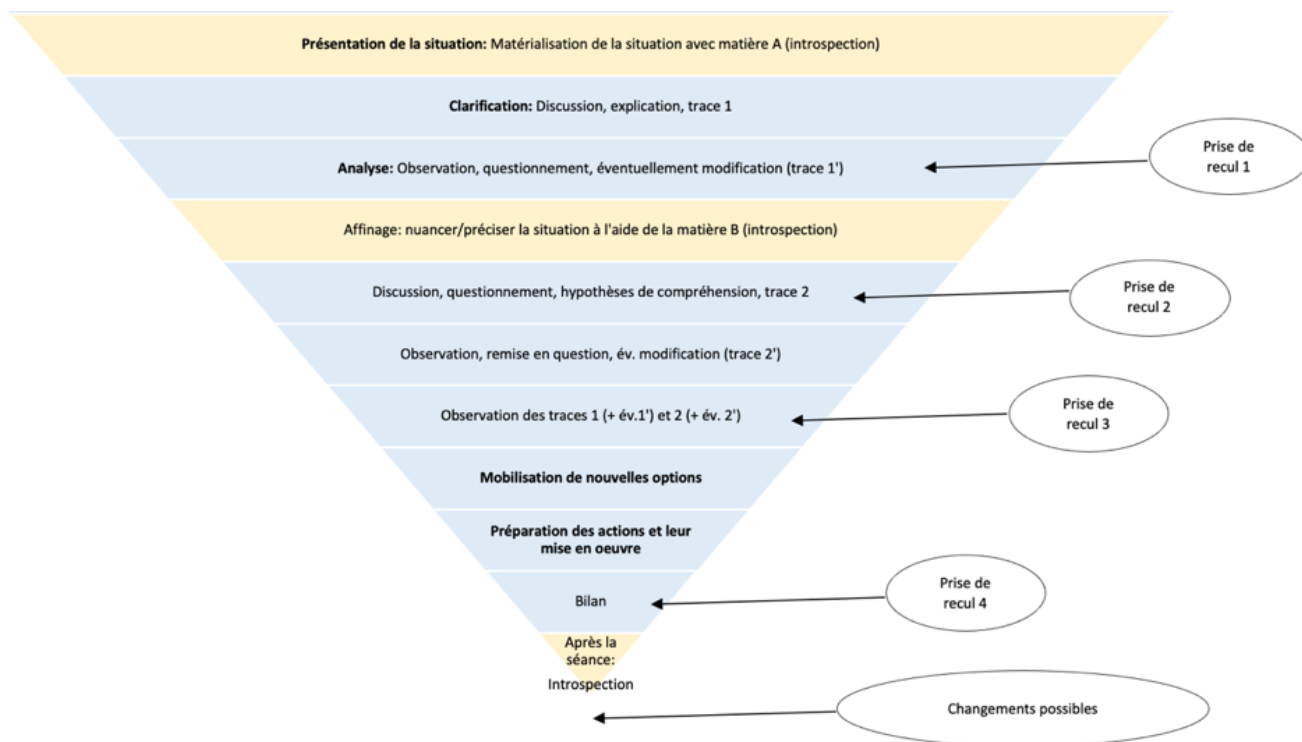 Présentation de la situation: Matérialisation de la situation avec matière A (introspection)
Clarification: Discussion, explication, trace 1
Analyse: Observation, questionnement, éventuellement modification (trace 1')
Prise de
recul 1
Affinage: nuancer/préciser la situation à l'aide de la matière B (introspection)
Discussion, questionnement, hypothèses de compréhension, trace 2
Prise de
recul 2
Observation, remise en question, év. modification (trace 2')
Observation des traces 1 (+ év.1') et 2 (+ év. 2')
Prise de
recul 3
Mobilisation de nouvelles options
Préparation des actions et leur
mise en oeuvre
Bilan
Prise de
recul 4
Après la
séance:
Introspection
Changements possibles